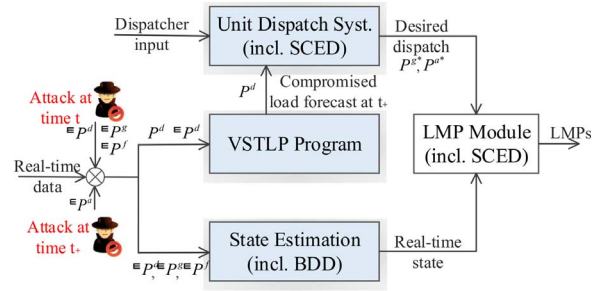 Dispatcher
input
Unit Dispatch Syst.
(incl. SCED)
Desired
dispatch
P^{g*}, P^{a*}
Attack at
time t
P^d
Compromised
load forecast at t+
∃P^d ∃P^g
∃P^f
P^d ∃P^d
VSTLP Program
LMP Module
(incl. SCED)
LMPs
Real-time
data
∃P^a
Attack at
time t+
State Estimation
(incl. BDD)
Real-time
state
∃P^d, ∃P^g, ∃P^f